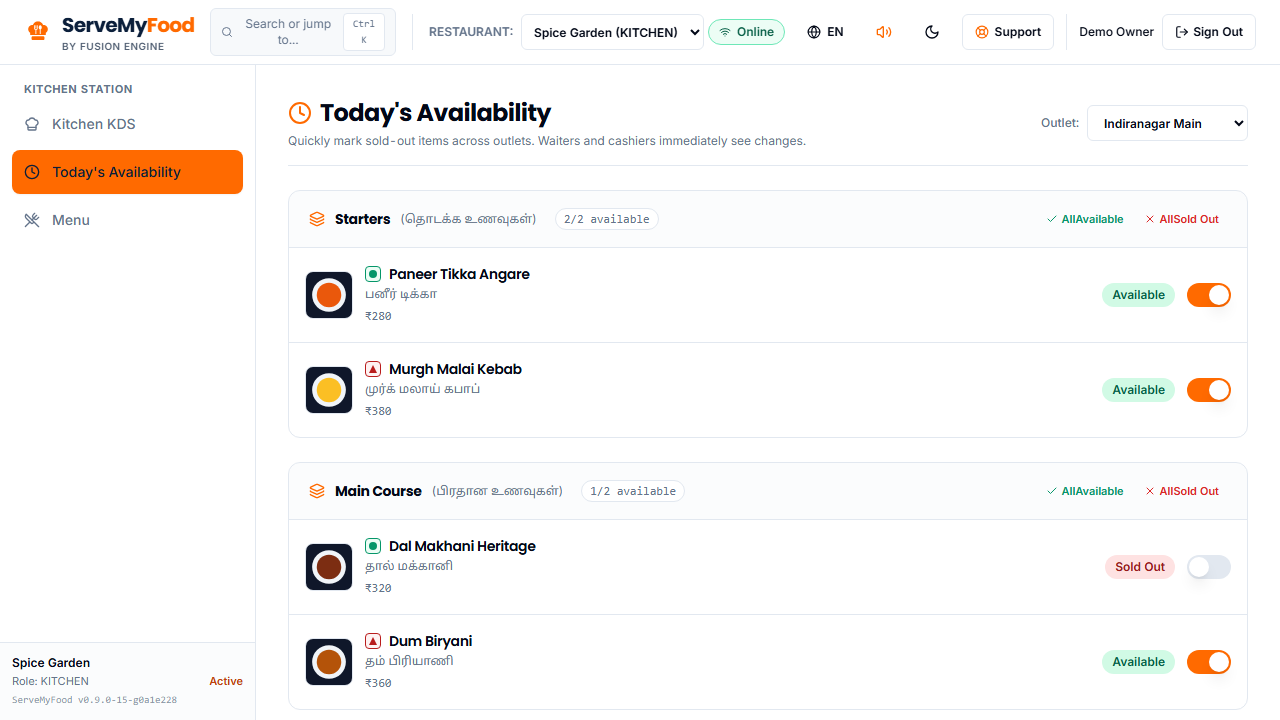 ServeMyFood
BY FUSION ENGINE
Search or jump to...
Ctrl K
RESTAURANT:
Spice Garden (KITCHEN)
Online
EN
Support
Demo Owner
Sign Out
KITCHEN STATION
Kitchen KDS
Today's Availability
Menu
Spice Garden
Role: KITCHEN
Active
ServeMyFood v0.9.0-15-g0a1e228
Today's Availability
Quickly mark sold-out items across outlets. Waiters and cashiers immediately see changes.
Outlet:
Indiranagar Main
Starters (தொடக்க உணவுகள்) 2/2 available
AllAvailable
AllSold Out
Paneer Tikka Angare
பனீர் டிக்கா
₹280
Available
Murgh Malai Kebab
முர்க் மலாய் கபாப்
₹380
Available
Main Course (பிரதான உணவுகள்) 1/2 available
AllAvailable
AllSold Out
Dal Makhani Heritage
தால் மக்கானி
₹320
Sold Out
Dum Biryani
தம் பிரியாணி
₹360
Available